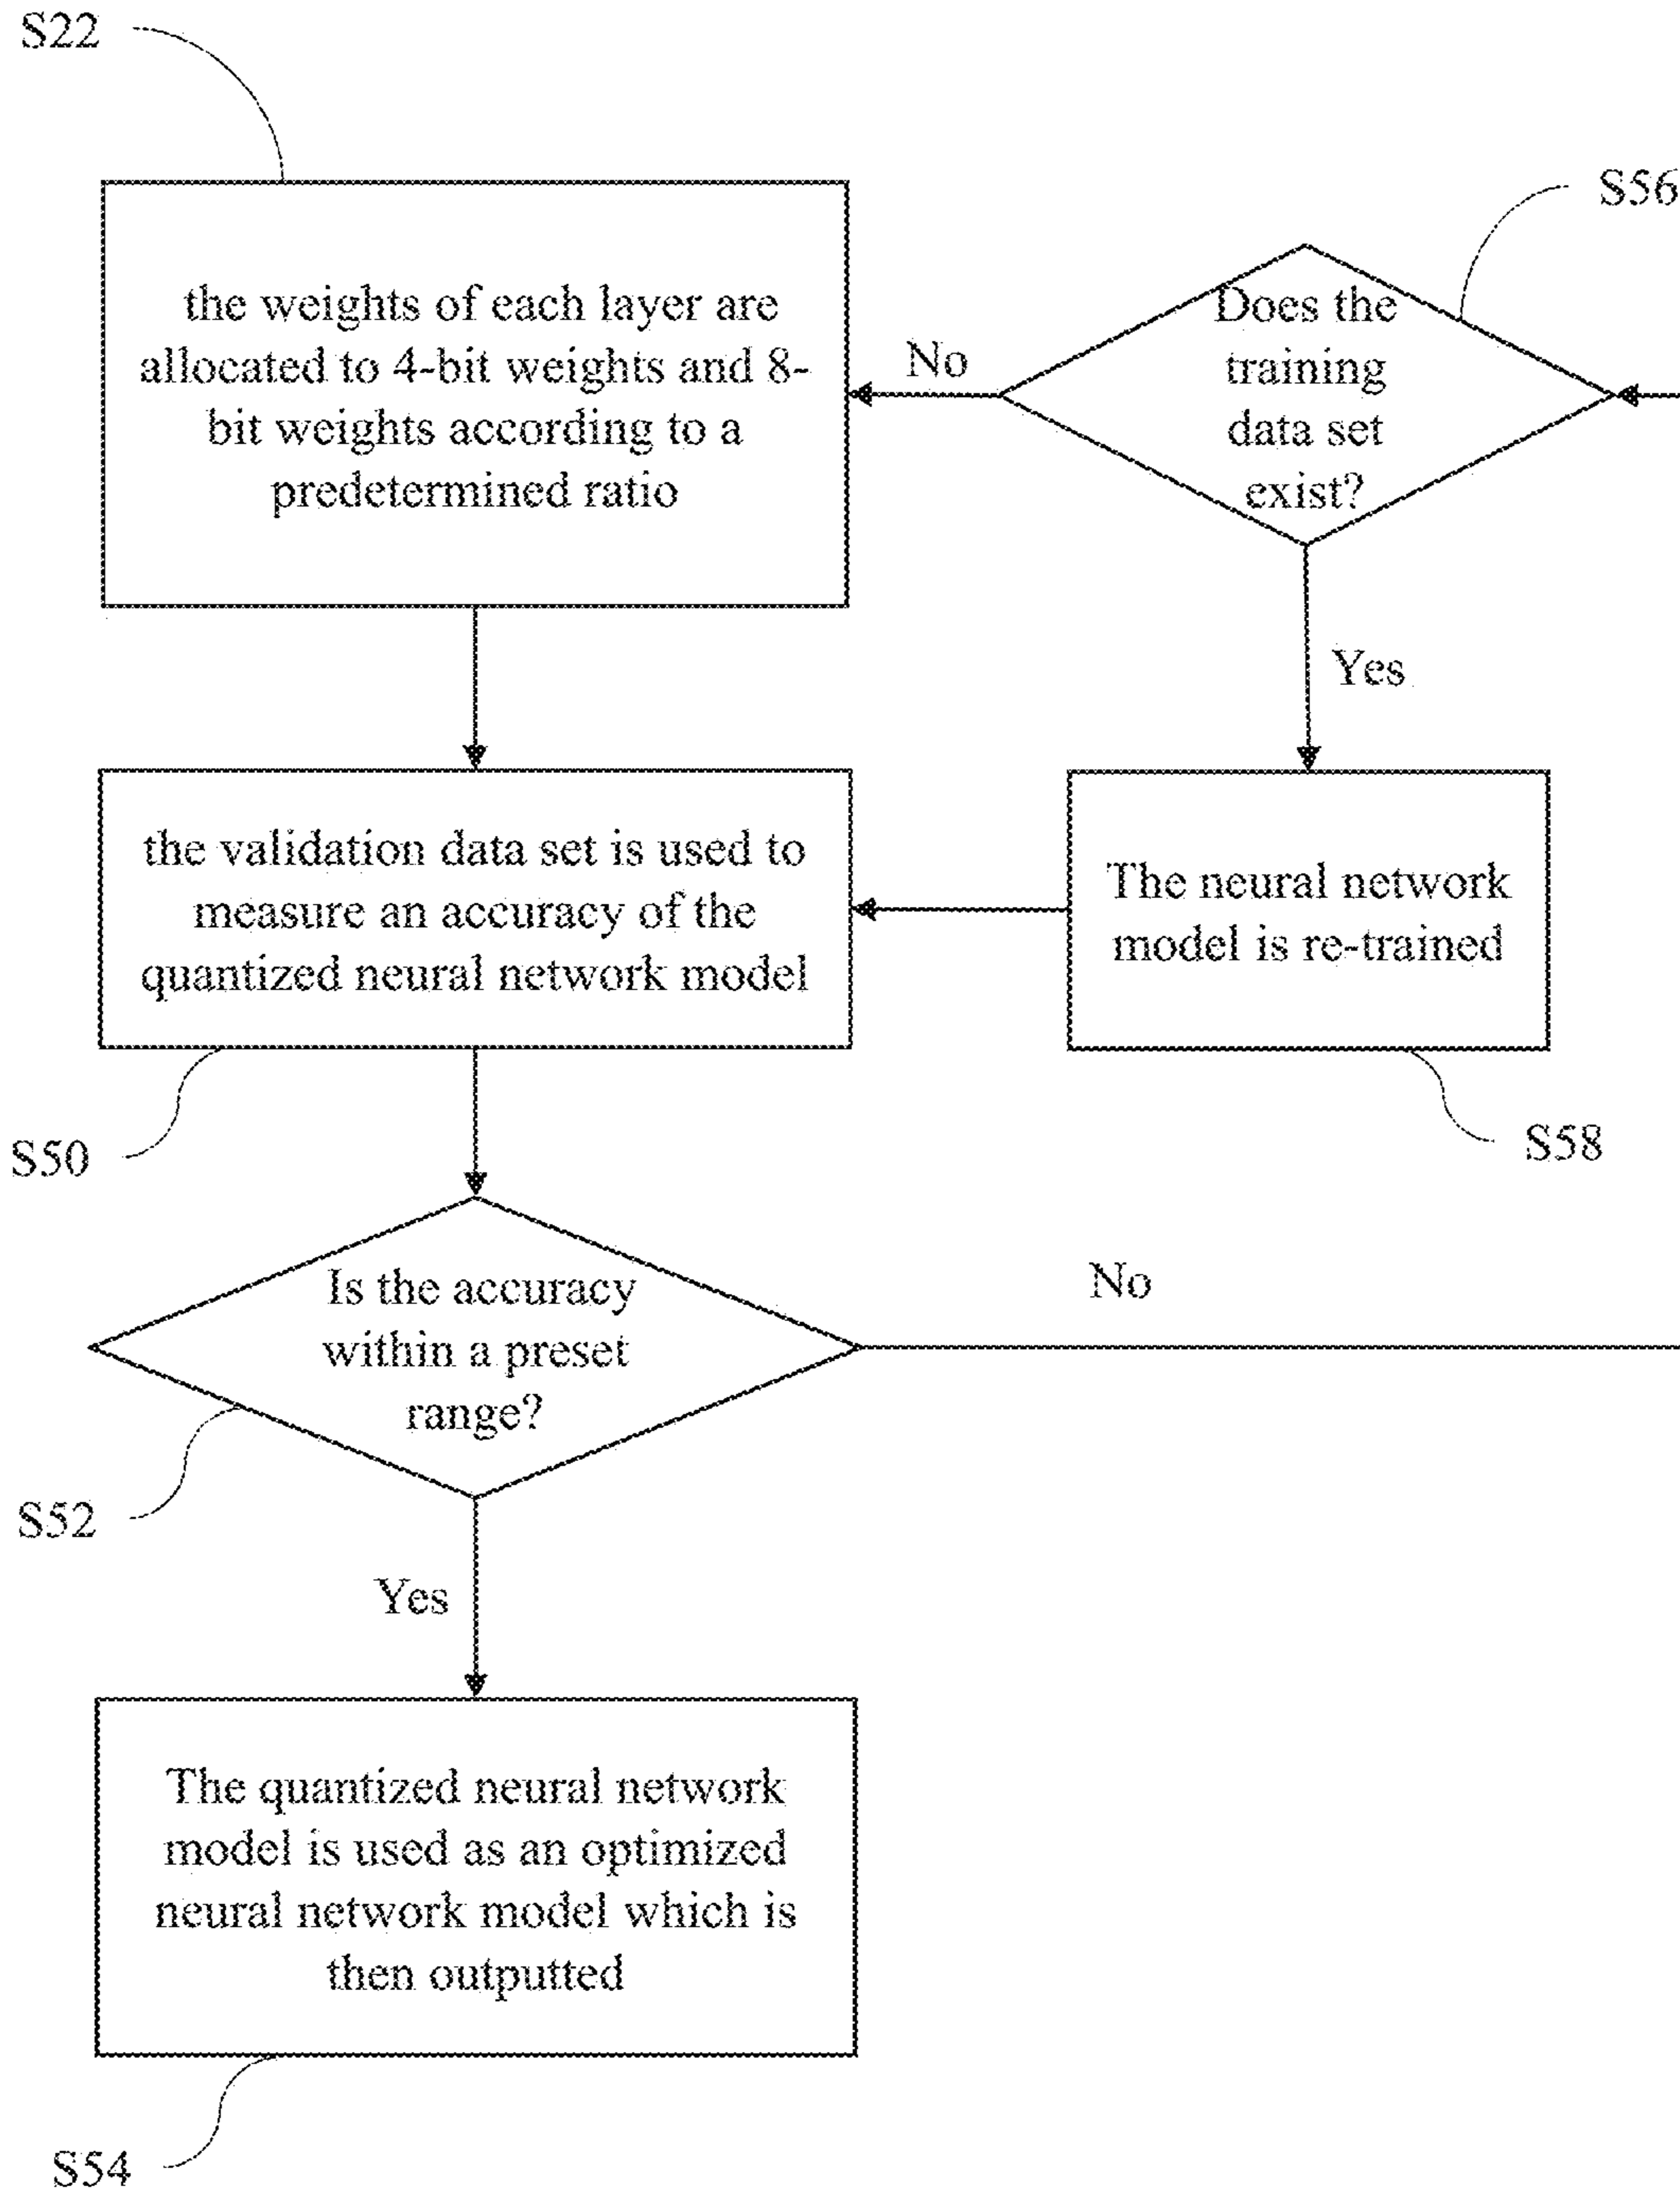 S22
the weights of each layer are
allocated to 4-bit weights and 8-
bit weights according to a
predetermined ratio
S56
Does the
training
data set
exist?
No
Yes
the validation data set is used to
measure an accuracy of the
quantized neural network model
The neural network
model is re-trained
S50
S58
Is the accuracy
within a preset
range?
No
S52
Yes
The quantized neural network
model is used as an optimized
neural network model which is
then outputted
S54